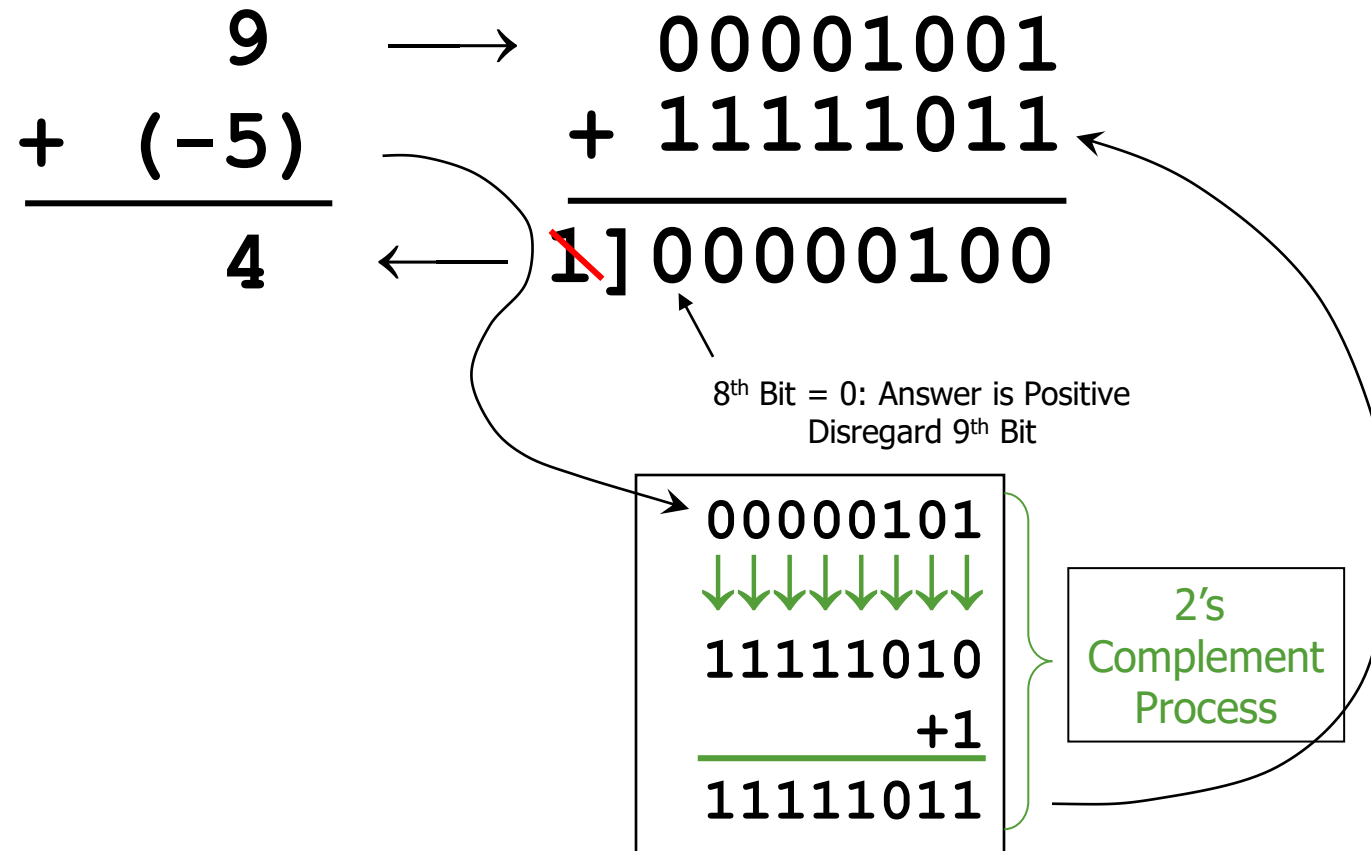 9 → 00001001
+ (-5) + 11111011
4 ← 1]00000100
8th Bit = 0: Answer is Positive
Disregard 9th Bit
00000101
↓↓↓↓↓↓↓↓
11111010
+1
11111011
2's
Complement
Process